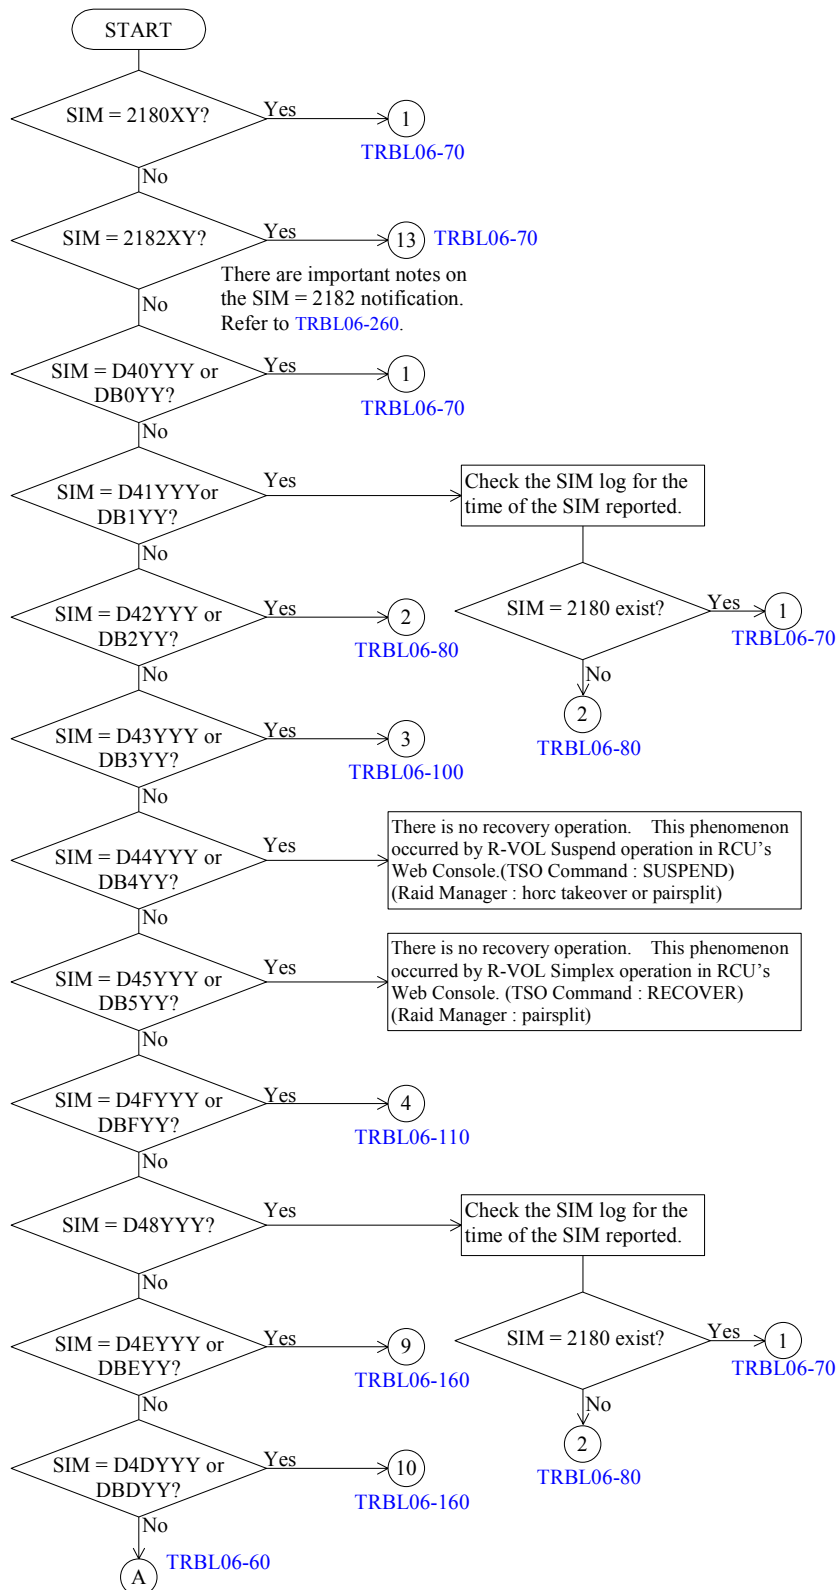 START
SIM = 2180XY?
Yes
1
TRBL06-70
No
SIM = 2182XY?
Yes
13
TRBL06-70
There are important notes on
the SIM = 2182 notification.
Refer to TRBL06-260.
No
SIM = D40YYY or
DB0YY?
Yes
1
TRBL06-70
No
SIM = D41YYYor
DB1YY?
Yes
Check the SIM log for the
time of the SIM reported.
No
SIM = 2180 exist?
Yes
1
TRBL06-70
No
2
TRBL06-80
SIM = D42YYY or
DB2YY?
Yes
2
TRBL06-80
No
SIM = D43YYY or
DB3YY?
Yes
3
TRBL06-100
No
SIM = D44YYY or
DB4YY?
Yes
There is no recovery operation. This phenomenon
occurred by R-VOL Suspend operation in RCU's
Web Console.(TSO Command : SUSPEND)
(Raid Manager : horc takeover or pairsplit)
No
SIM = D45YYY or
DB5YY?
Yes
There is no recovery operation. This phenomenon
occurred by R-VOL Simplex operation in RCU's
Web Console. (TSO Command : RECOVER)
(Raid Manager : pairsplit)
No
SIM = D4FYYY or
DBFYY?
Yes
4
TRBL06-110
No
SIM = D48YYY?
Yes
Check the SIM log for the
time of the SIM reported.
No
SIM = 2180 exist?
Yes
1
TRBL06-70
No
2
TRBL06-80
SIM = D4EYYY or
DBEYY?
Yes
9
TRBL06-160
No
SIM = D4DYYY or
DBDYY?
Yes
10
TRBL06-160
No
A
TRBL06-60